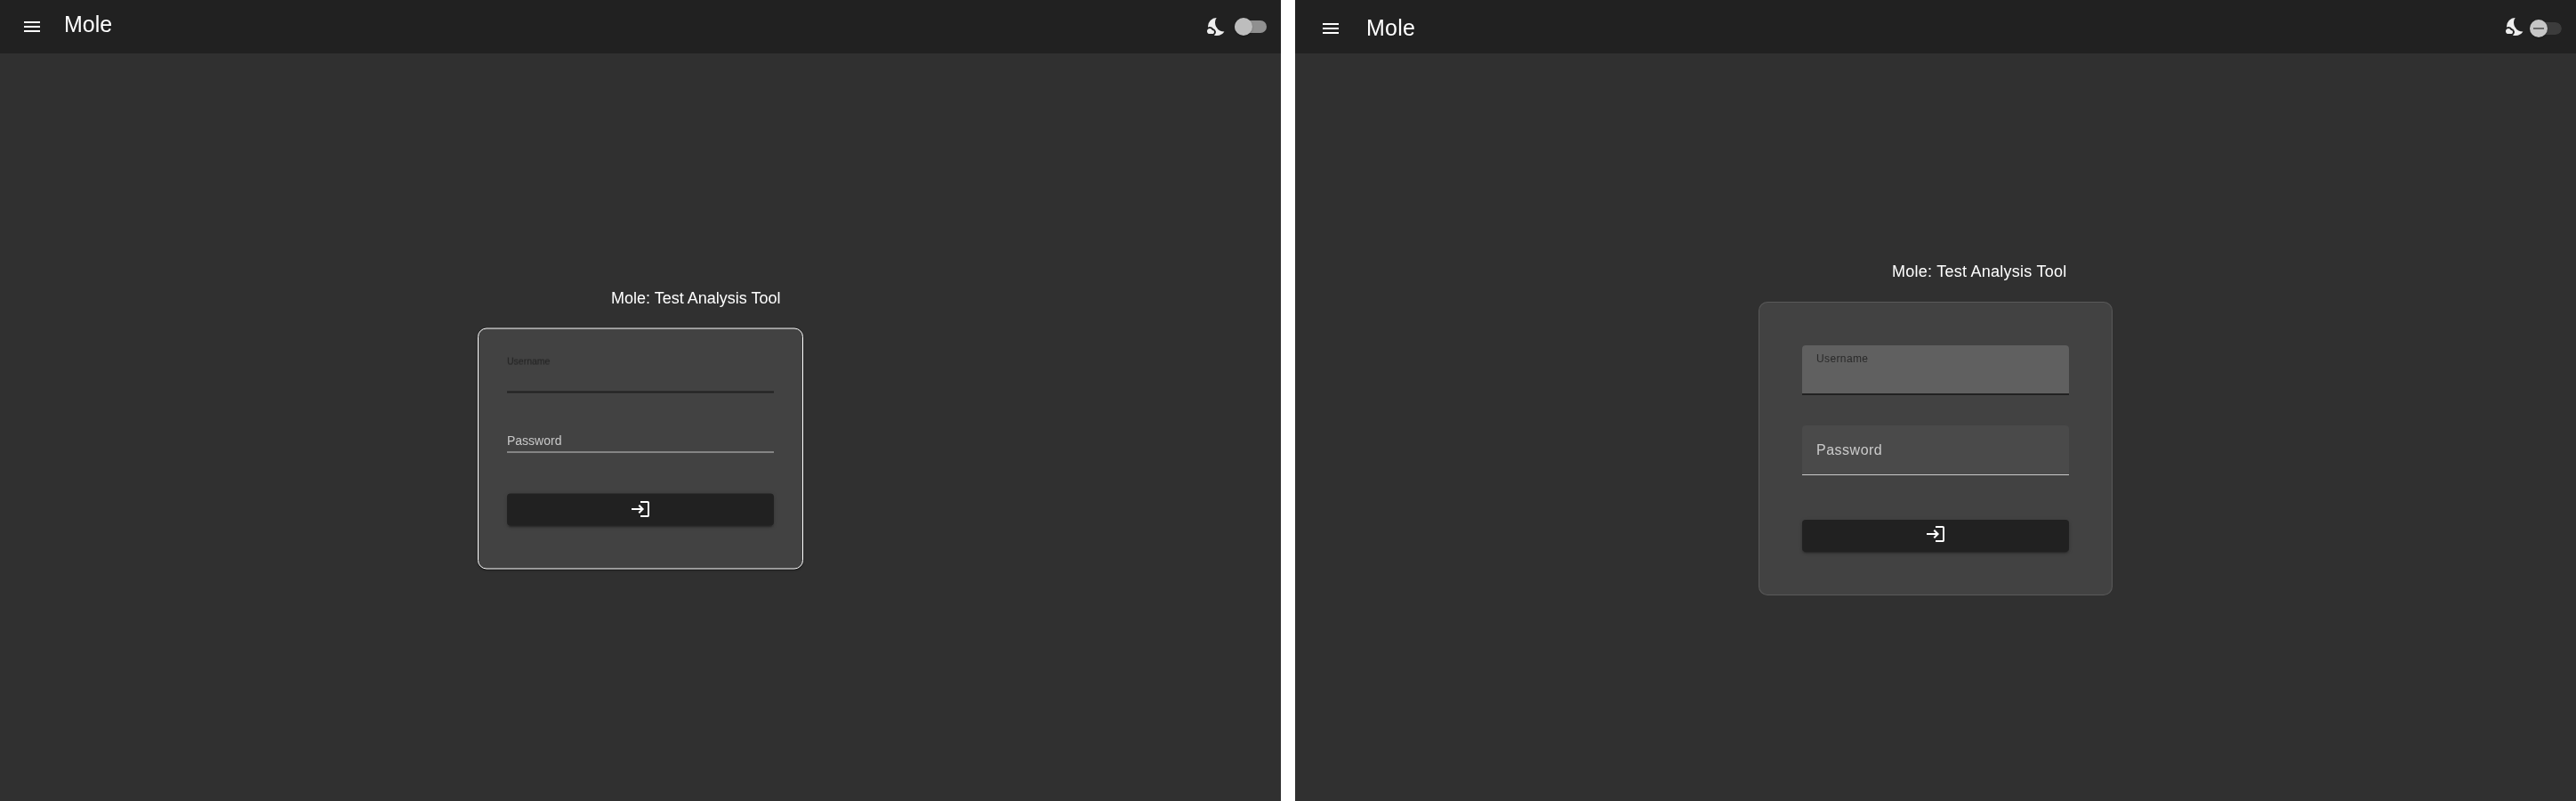 Mole
Mole: Test Analysis Tool
Username
Password
Mole
Mole: Test Analysis Tool
Username
Password